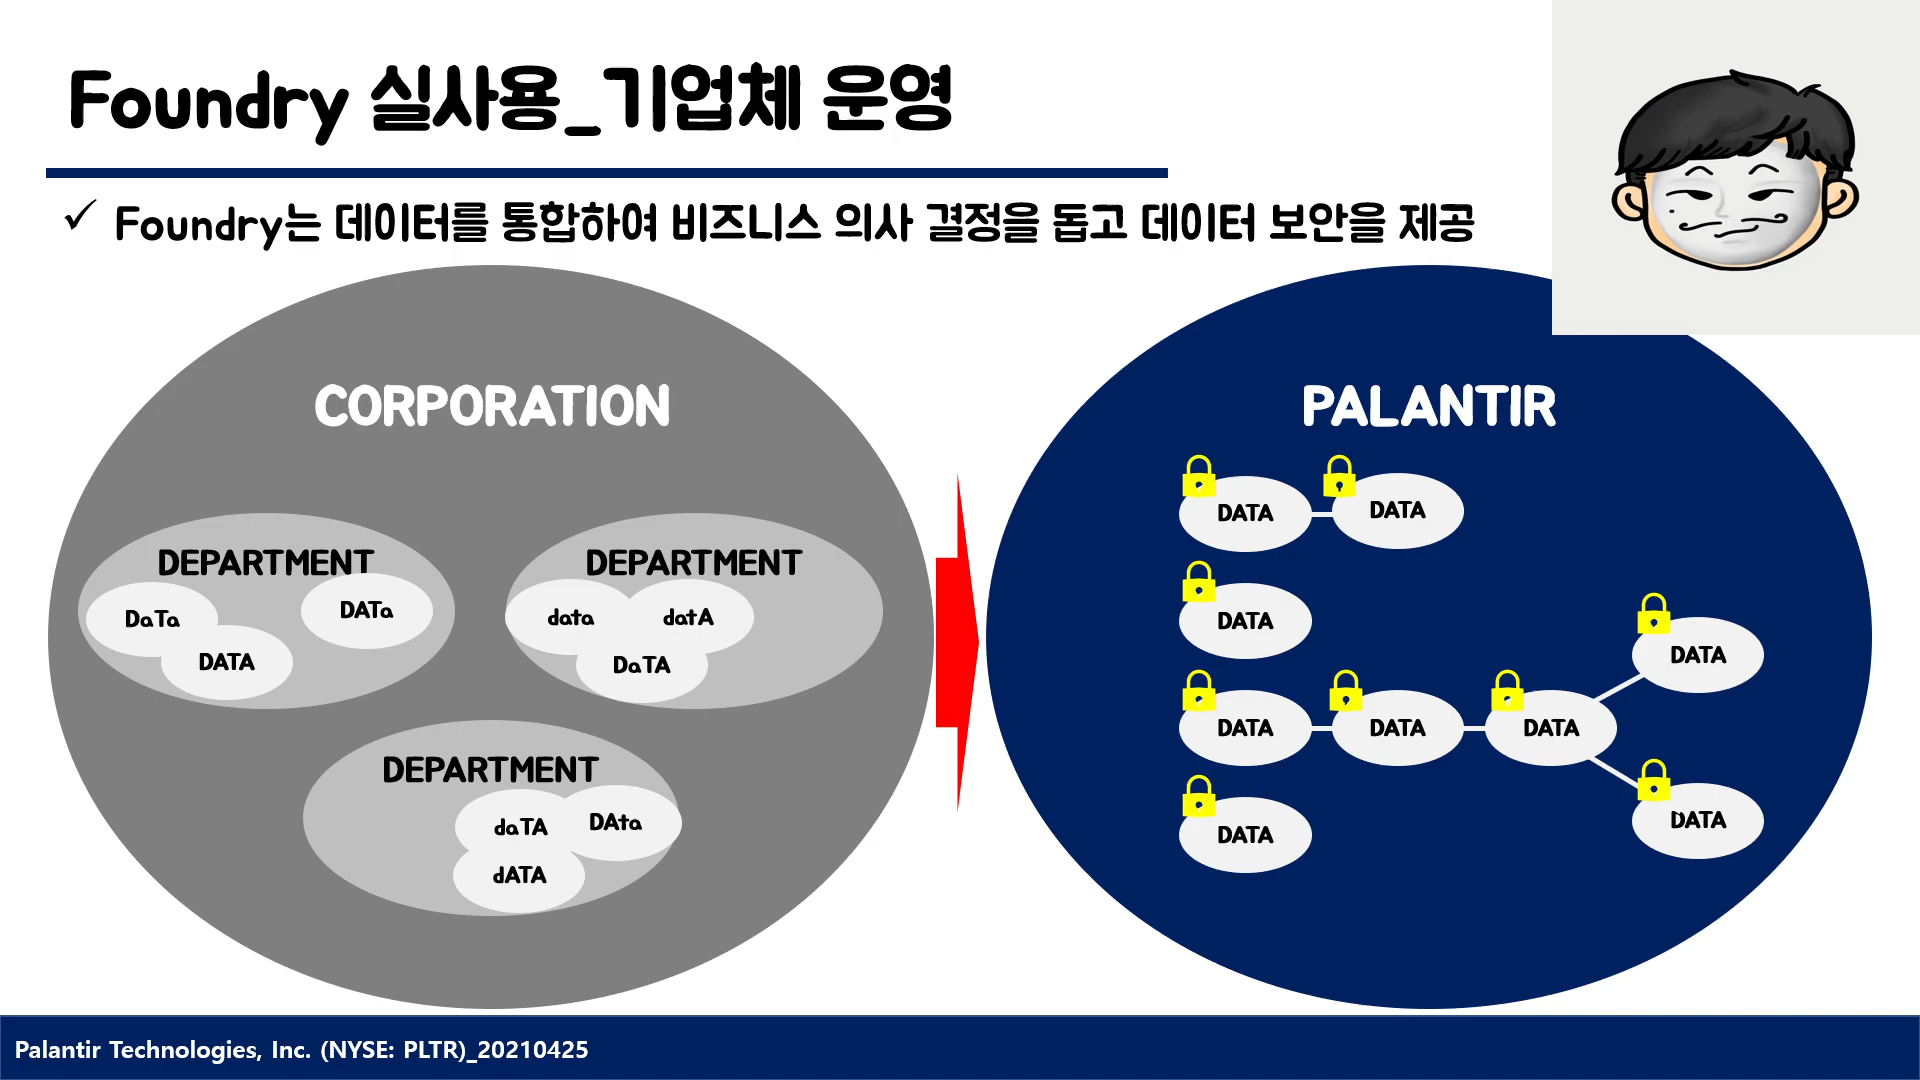 Foundry 실사용_기업체 운영
✓ Foundry는 데이터를 통합하여 비즈니스 의사 결정을 돕고 데이터 보안을 제공
CORPORATION
DEPARTMENT
DaTa
DATa
DATA
DEPARTMENT
data
datA
DaTA
DEPARTMENT
daTA
DAta
dATA
PALANTIR
DATA
DATA
DATA
DATA
DATA
DATA
DATA
DATA
DATA
Palantir Technologies, Inc. (NYSE: PLTR)_20210425